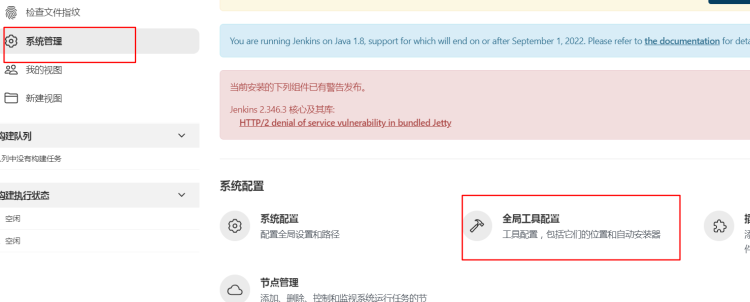 检查文件指纹
系统管理
我的视图
新建视图
构建队列
队列中没有构建任务
构建执行状态
空闲
空闲
You are running Jenkins on Java 1.8, support for which will end on or after September 1, 2022. Please refer to the documentation for
当前安装的下列组件已有警告发布。
Jenkins 2.346.3 核心及其库:
HTTP/2 denial of service vulnerability in bundled Jetty
系统配置
系统配置
配置全局设置和路径
全局工具配置
工具配置，包括它们的位置和自动安装器
节点管理
添加、删除、控制和监视系统运行任务的节